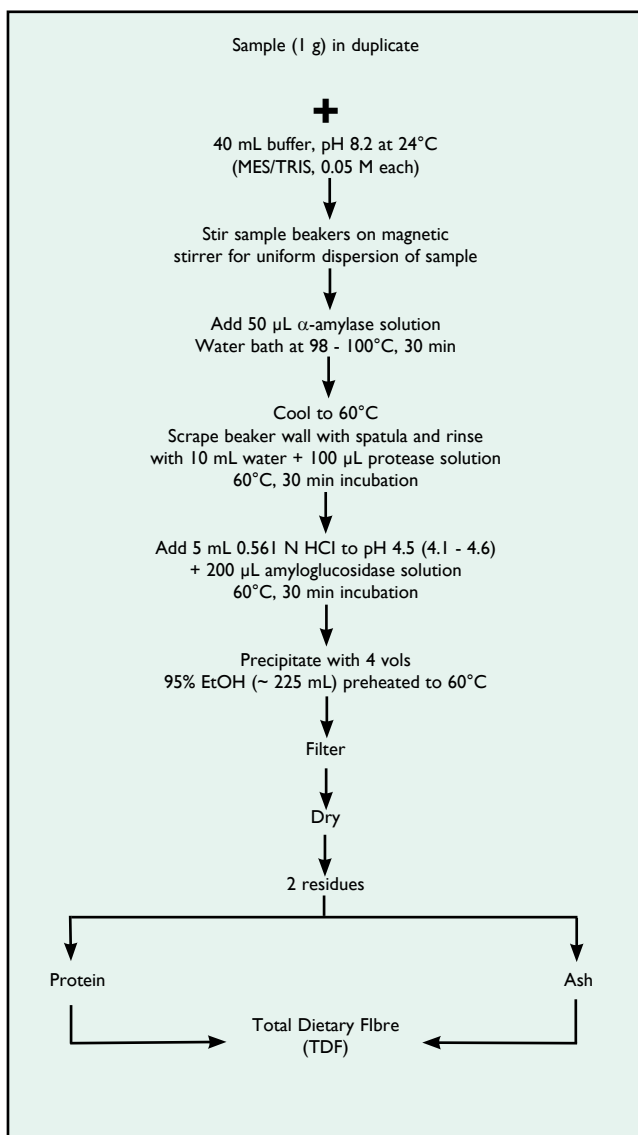 Sample (1 g) in duplicate
+
40 mL buffer, pH 8.2 at 24°C
(MES/TRIS, 0.05 M each)
Stir sample beakers on magnetic
stirrer for uniform dispersion of sample
Add 50 µL α-amylase solution
Water bath at 98 - 100°C, 30 min
Cool to 60°C
Scrape beaker wall with spatula and rinse
with 10 mL water + 100 µL protease solution
60°C, 30 min incubation
Add 5 mL 0.561 N HCl to pH 4.5 (4.1 - 4.6)
+ 200 µL amyloglucosidase solution
60°C, 30 min incubation
Precipitate with 4 vols
95% EtOH (~ 225 mL) preheated to 60°C
Filter
Dry
2 residues
Protein
Ash
Total Dietary FIbre
(TDF)